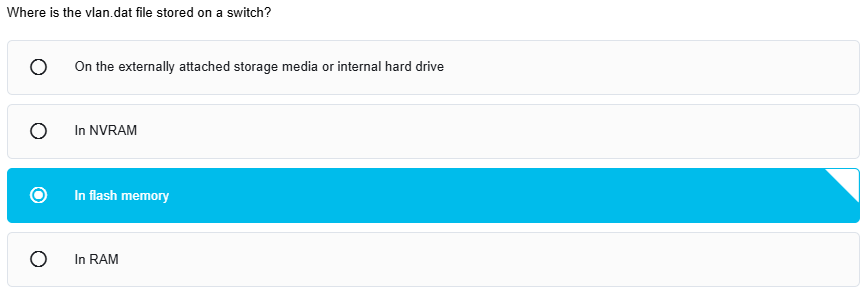 Where is the vlan.dat file stored on a switch?
On the externally attached storage media or internal hard drive
In NVRAM
In flash memory
In RAM